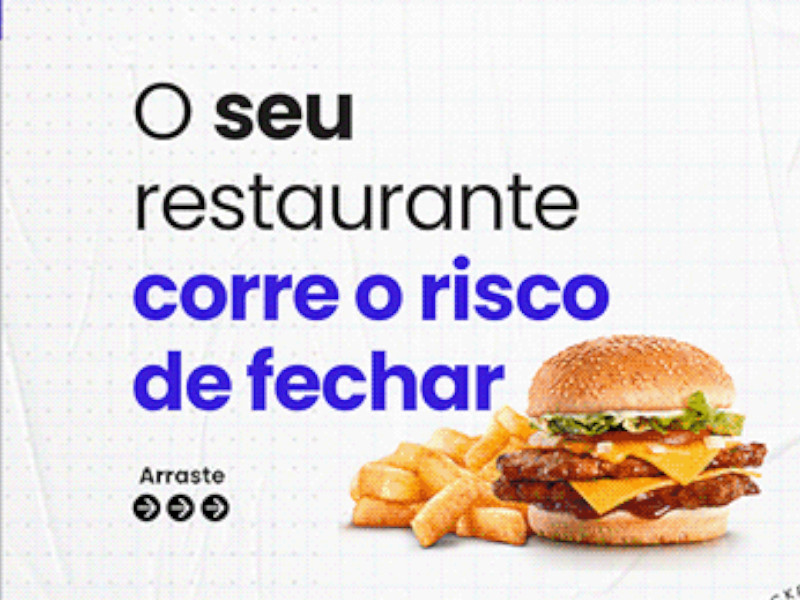 O seu
restaurante
corre o risco
de fechar
Arraste